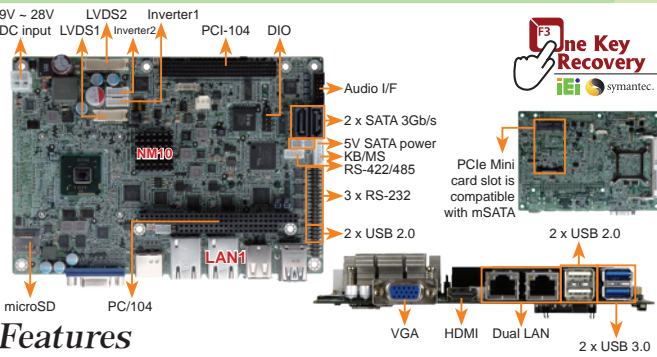 9V ~ 28V
DC input
LVDS2
LVDS1
Inverter1
Inverter2
PCI-104
DIO
Audio I/F
2 x SATA 3Gb/s
5V SATA power
KB/MS
RS-422/485
3 x RS-232
2 x USB 2.0
NM10
LAN1
microSD
PC/104
F3
One Key
Recovery
iEi
symantec.
PCIe Mini
card slot is
compatible
with mSATA
2 x USB 2.0
VGA
HDMI
Dual LAN
2 x USB 3.0
Features